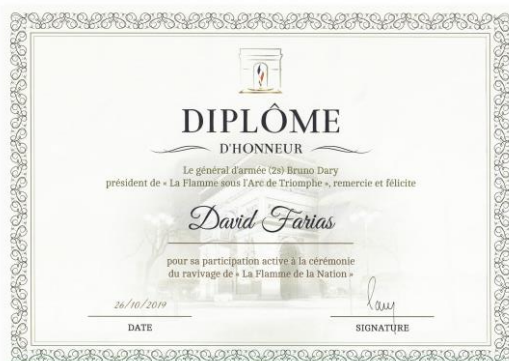 DIPLÔME
D'HONNEUR
Le général d'armée (2s) Bruno Dary
président de « La Flamme sous l'Arc de Triomphe », remercie et félicite
David Farias
pour sa participation active à la cérémonie
du ravivage de « La Flamme de la Nation »
26/10/2019
DATE
SIGNATURE